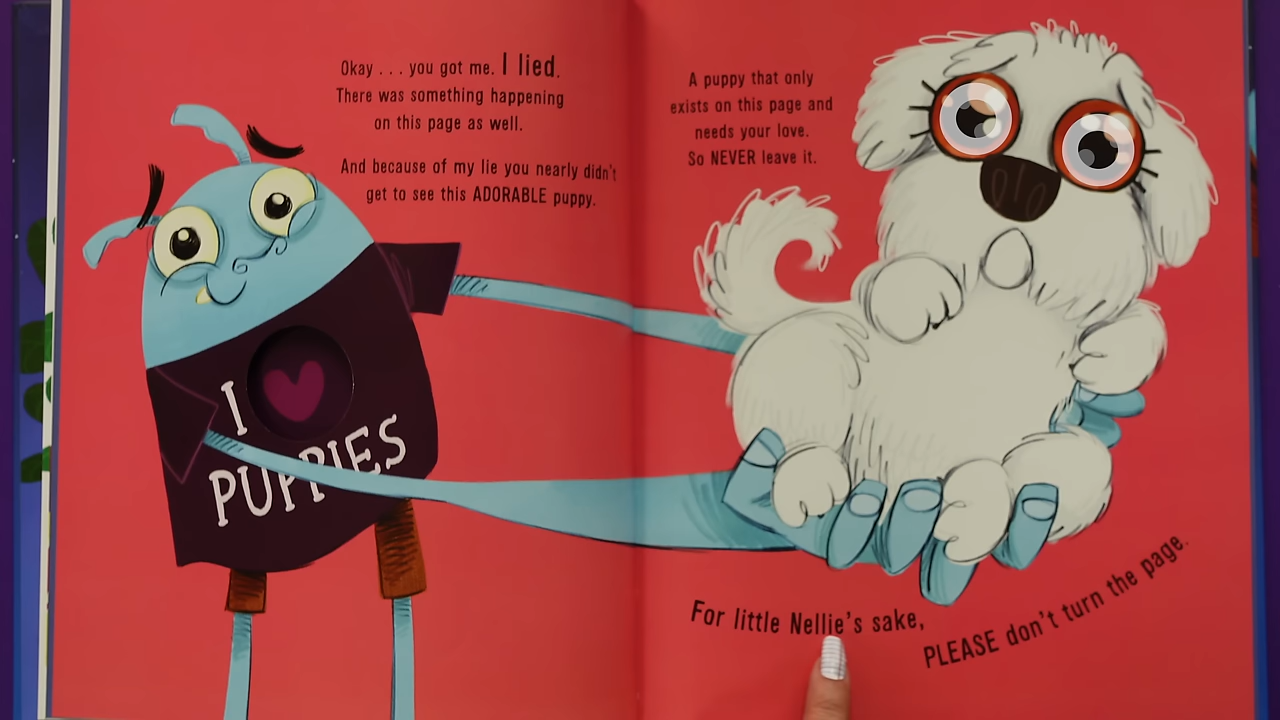 Okay . . . you got me. I lied.
There was something happening
on this page as well.
And because of my lie you nearly didn't
get to see this ADORABLE puppy.
I
PUPPIES
A puppy that only
exists on this page and
needs your love.
So NEVER leave it.
For little Nellie's sake,
PLEASE don't turn the page.